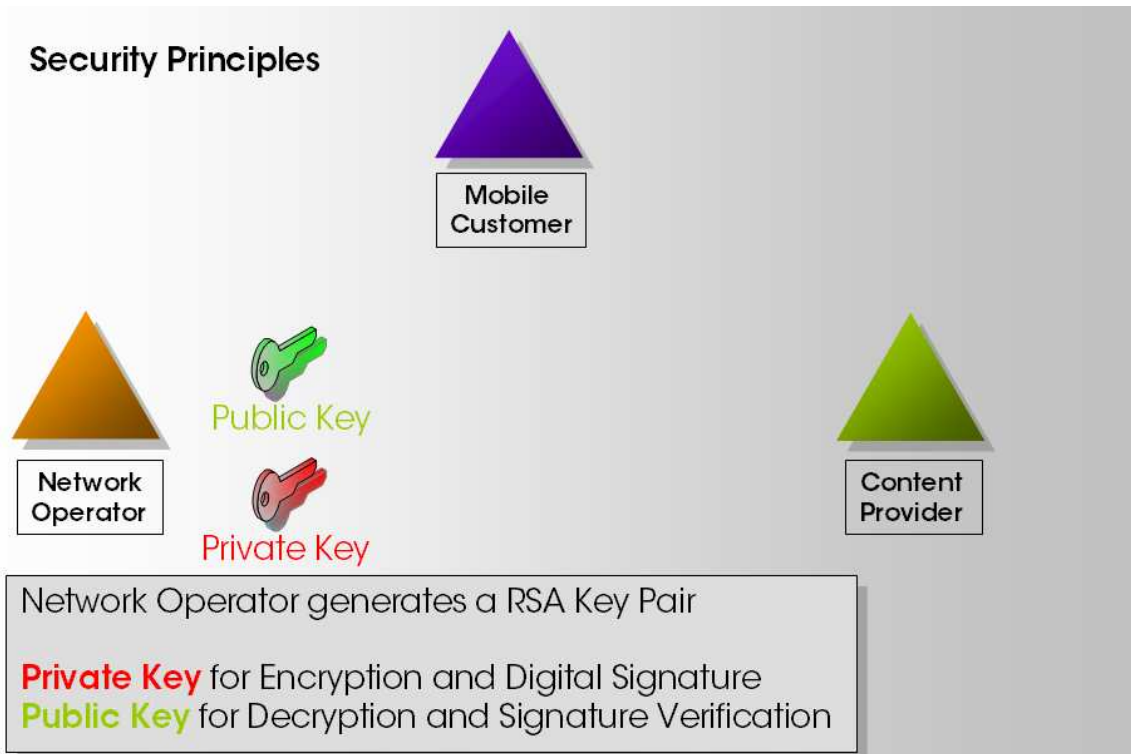 Security Principles
Mobile
Customer
Public Key
Network
Operator
Private Key
Content
Provider
Network Operator generates a RSA Key Pair
Private Key for Encryption and Digital Signature
Public Key for Decryption and Signature Verification